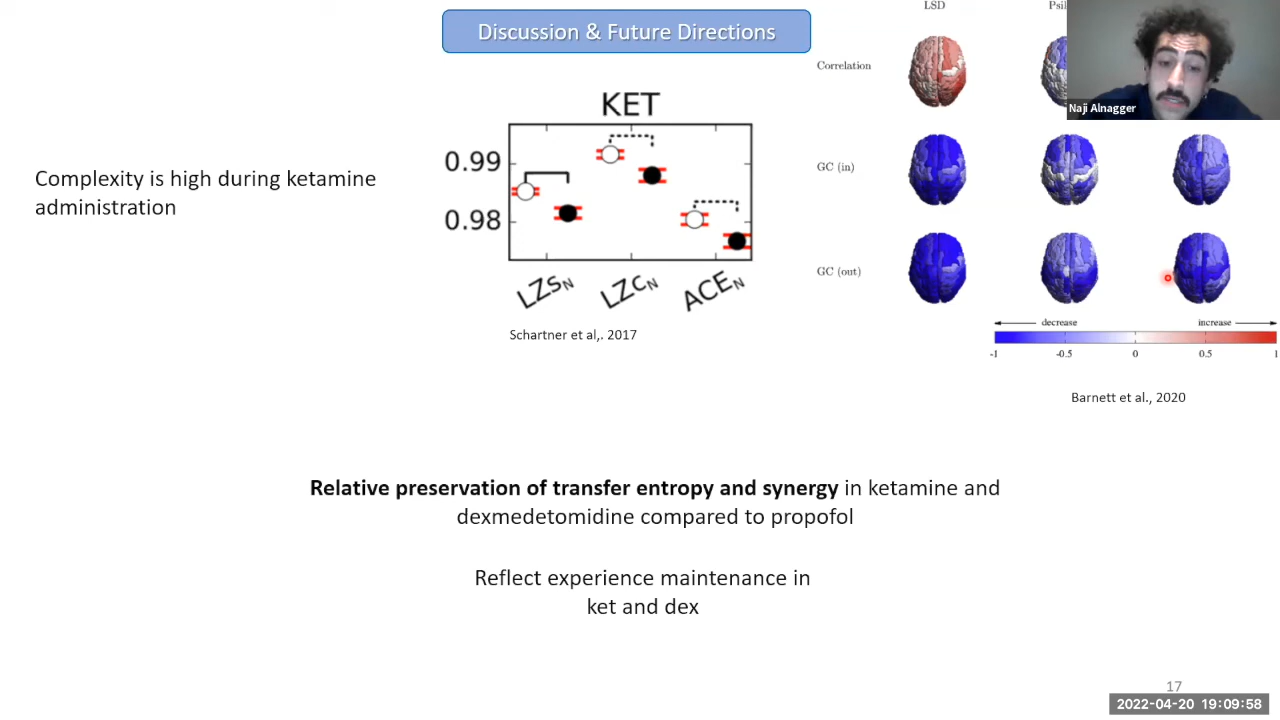 Discussion & Future Directions
LSD
Psil
Correlation
Naji Alnagger
KET
0.99
0.98
LZsN
LZcN
ACEN
Schartner et al,. 2017
Complexity is high during ketamine
administration
GC (in)
GC (out)
decrease
increase
-1
-0.5
0
0.5
1
Barnett et al., 2020
Relative preservation of transfer entropy and synergy in ketamine and
dexmedetomidine compared to propofol
Reflect experience maintenance in
ket and dex
17
2022-04-20 19:09:58